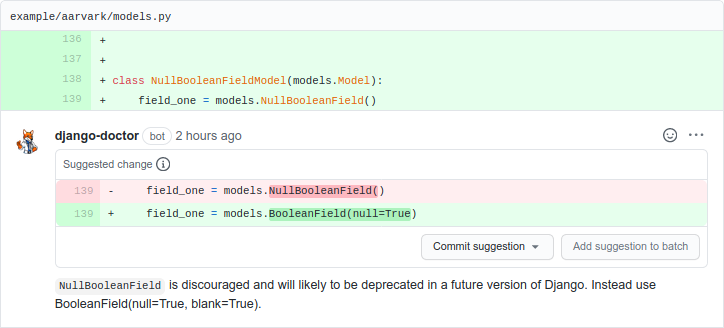 example/aarvark/models.py
136 +
137 +
138 + class NullBooleanFieldModel(models.Model):
139 + field_one = models.NullBooleanField()
django-doctor bot 2 hours ago
Suggested change
139 - field_one = models.NullBooleanField()
139 + field_one = models.BooleanField(null=True)
Commit suggestion Add suggestion to batch
NullBooleanField is discouraged and will likely to be deprecated in a future version of Django. Instead use
BooleanField(null=True, blank=True).